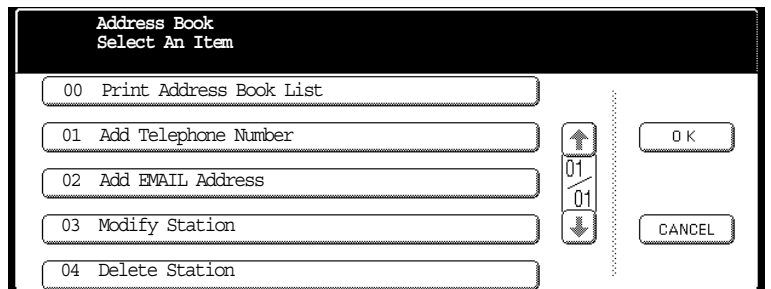 Address Book
Select An Item
00 Print Address Book List
01 Add Telephone Number
02 Add EMAIL Address
03 Modify Station
04 Delete Station
01/01
OK
CANCEL